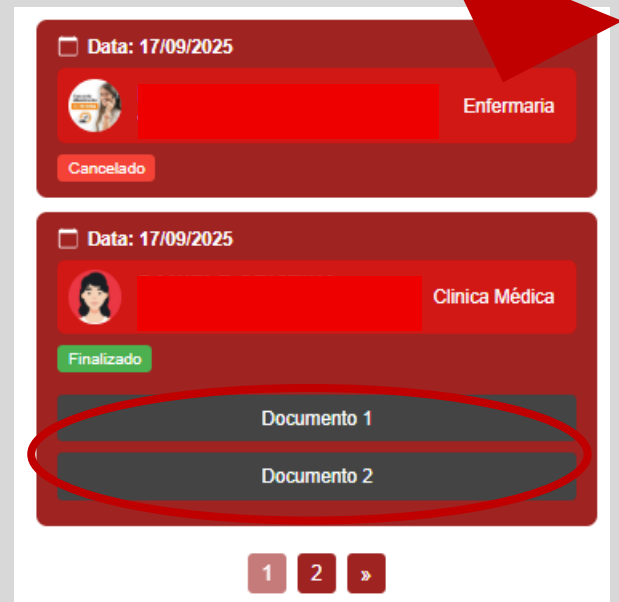 Data: 17/09/2025
Enfermaria
Cancelado
Data: 17/09/2025
Clinica Médica
Finalizado
Documento 1
Documento 2
1 2 »